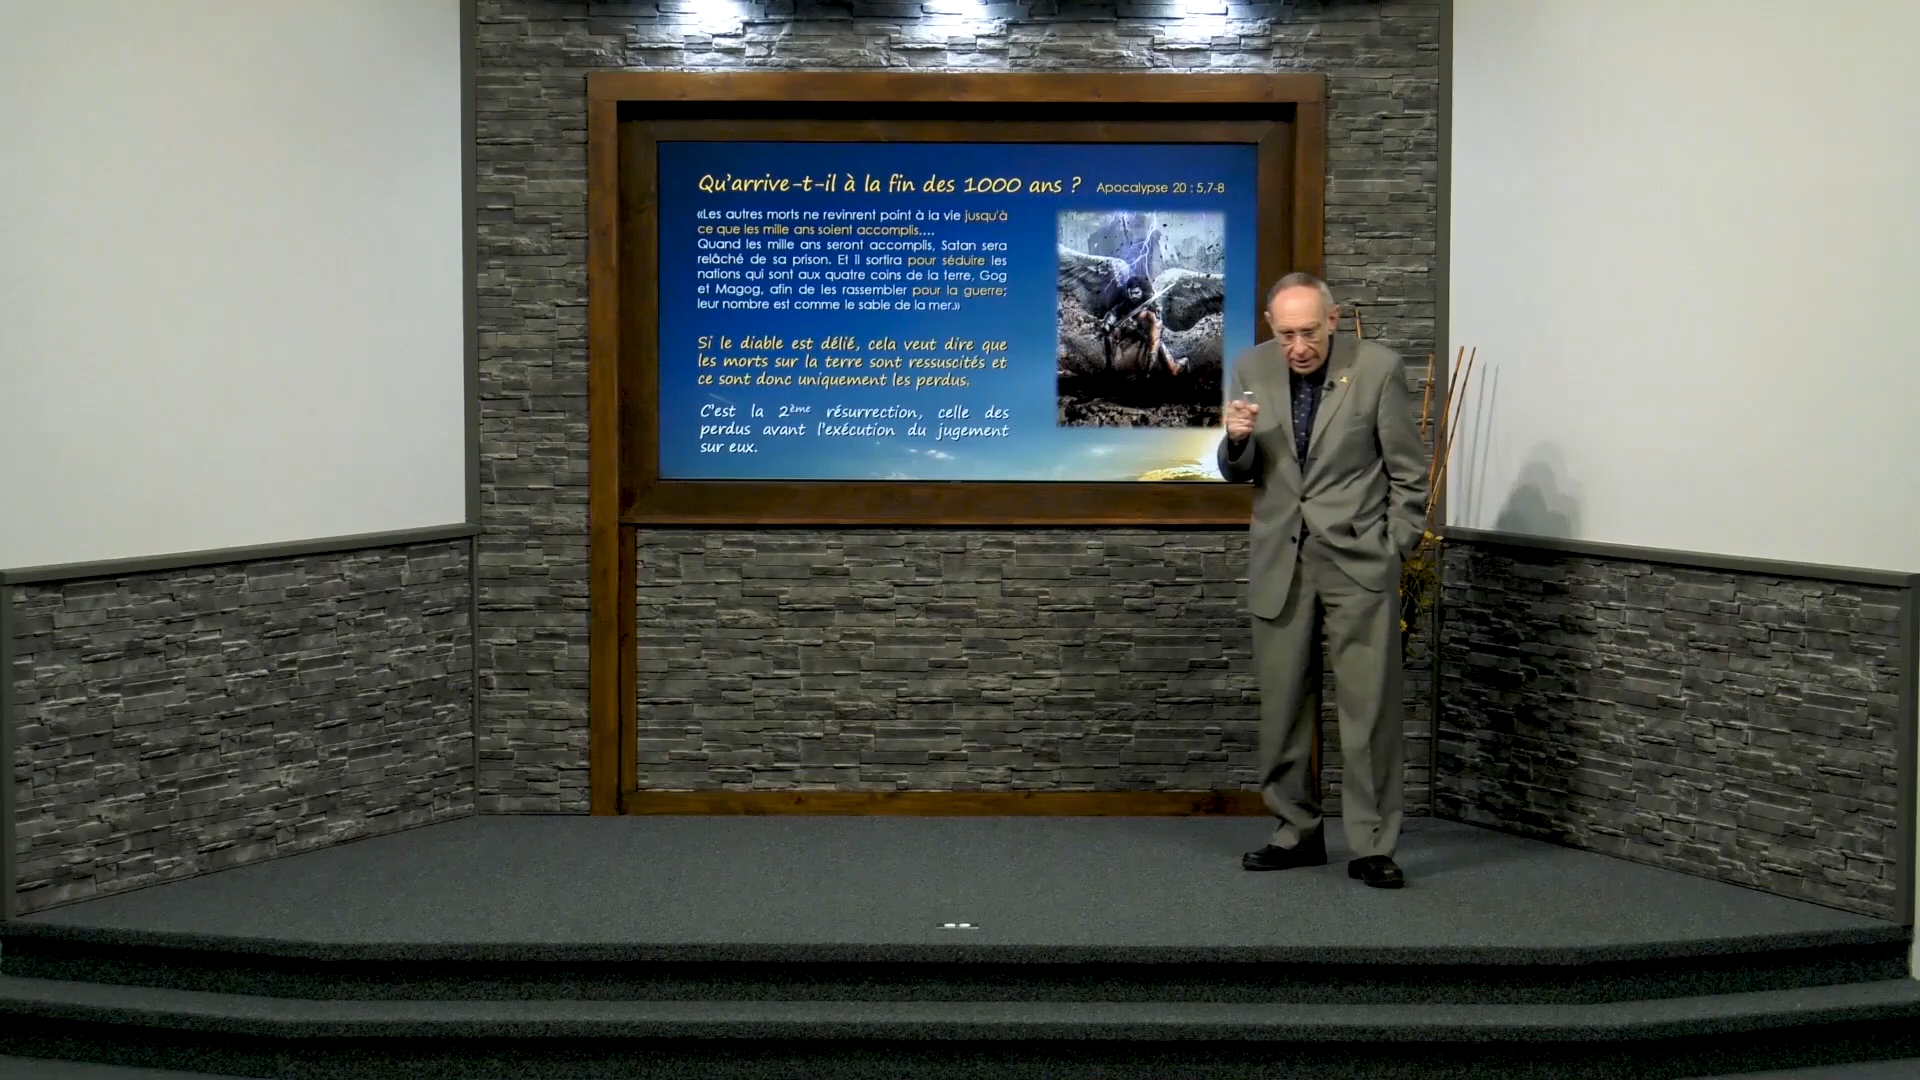 Qu'arrive-t-il à la fin des 1000 ans ? Apocalypse 20 : 5,7-8
«Les autres morts ne revinrent point à la vie jusqu'à
ce que les mille ans soient accomplis....
Quand les mille ans seront accomplis, Satan sera
relâché de sa prison. Et il sortira pour séduire les
nations qui sont aux quatre coins de la terre, Gog
et Magog, afin de les rassembler pour la guerre;
leur nombre est comme le sable de la mer.»
Si le diable est délié, cela veut dire que
les morts sur la terre sont ressuscités et
ce sont donc uniquement les perdus.
C'est la 2ème résurrection, celle des
perdus avant l'exécution du jugement
sur eux.